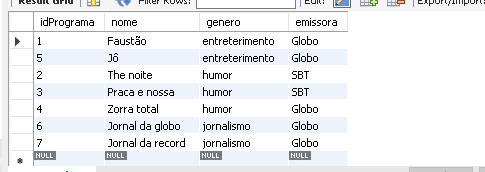 Result Grid Filter Rows: Edit: Export/Import:
idPrograma nome genero emissora
1 Faustão entreterimento Globo
5 Jô entreterimento Globo
2 The noite humor SBT
3 Praca e nossa humor SBT
4 Zorra total humor Globo
6 Jornal da globo jornalismo Globo
7 Jornal da record jornalismo Globo
NULL NULL NULL NULL